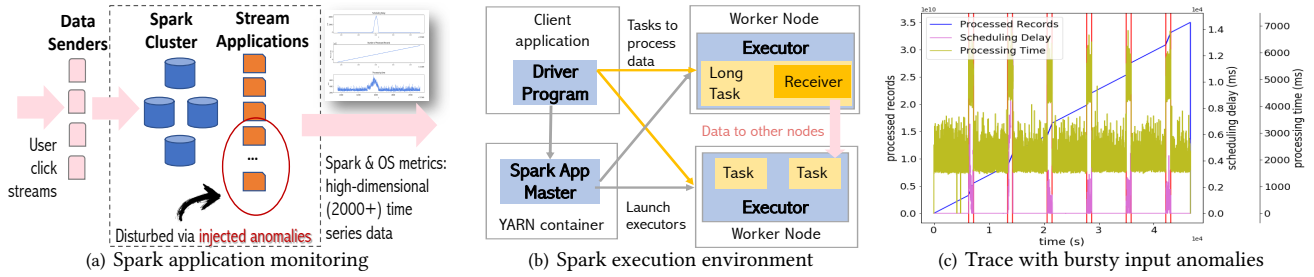 Data
Senders
Spark
Cluster
Stream
Applications
User
click
streams
...
Spark & OS metrics:
high-dimensional
(2000+) time
series data
Disturbed via injected anomalies
(a) Spark application monitoring
Client
application
Driver
Program
Tasks to
process
data
Worker Node
Executor
Long
Task
Receiver
Data to other nodes
Spark App
Master
YARN container
Launch
executors
Task
Task
Executor
Worker Node
(b) Spark execution environment
1e10
Processed Records
Scheduling Delay
Processing Time
processed records
3.5
3.0
2.5
2.0
1.5
1.0
0.5
0.0
0
1
2
3
4
1e4
time (s)
1.4
1.2
1.0
0.8
0.6
0.4
0.2
0.0
1e4
scheduling delay (ms)
7000
6000
5000
4000
3000
2000
1000
0
processing time (ms)
(c) Trace with bursty input anomalies